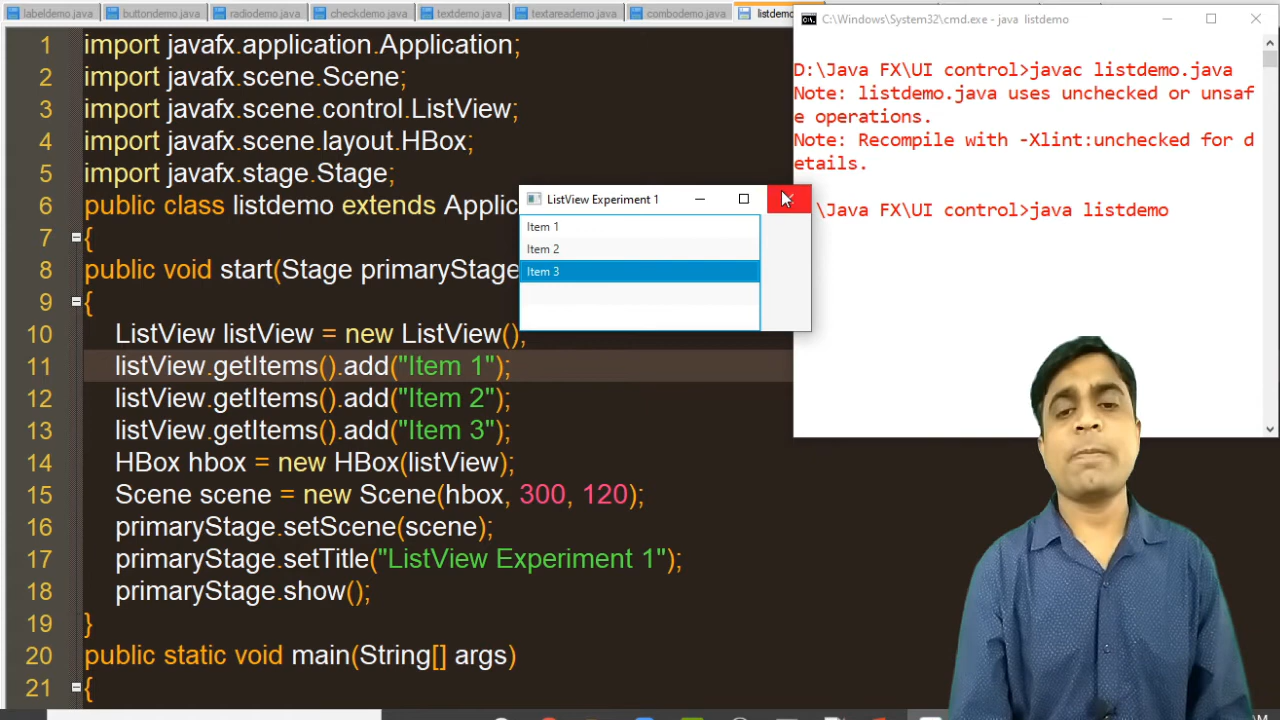 labeldemo.java buttondemo.java radiodemo.java checkdemo.java textdemo.java textareademo.java combodemo.java listdemo
1 import javafx.application.Application;
2 import javafx.scene.Scene;
3 import javafx.scene.control.ListView;
4 import javafx.scene.layout.HBox;
5 import javafx.stage.Stage;
6 public class listdemo extends Applic
7 {
8 public void start(Stage primaryStage
9 {
10 ListView listView = new ListView();
11 listView.getItems().add("Item 1");
12 listView.getItems().add("Item 2");
13 listView.getItems().add("Item 3");
14 HBox hbox = new HBox(listView);
15 Scene scene = new Scene(hbox, 300, 120);
16 primaryStage.setScene(scene);
17 primaryStage.setTitle("ListView Experiment 1");
18 primaryStage.show();
19 }
20 public static void main(String[] args)
21 {
C:\Windows\System32\cmd.exe - java listdemo
D:\Java FX\UI control>javac listdemo.java
Note: listdemo.java uses unchecked or unsaf
e operations.
Note: Recompile with -Xlint:unchecked for d
etails.
\Java FX\UI control>java listdemo
ListView Experiment 1
Item 1
Item 2
Item 3